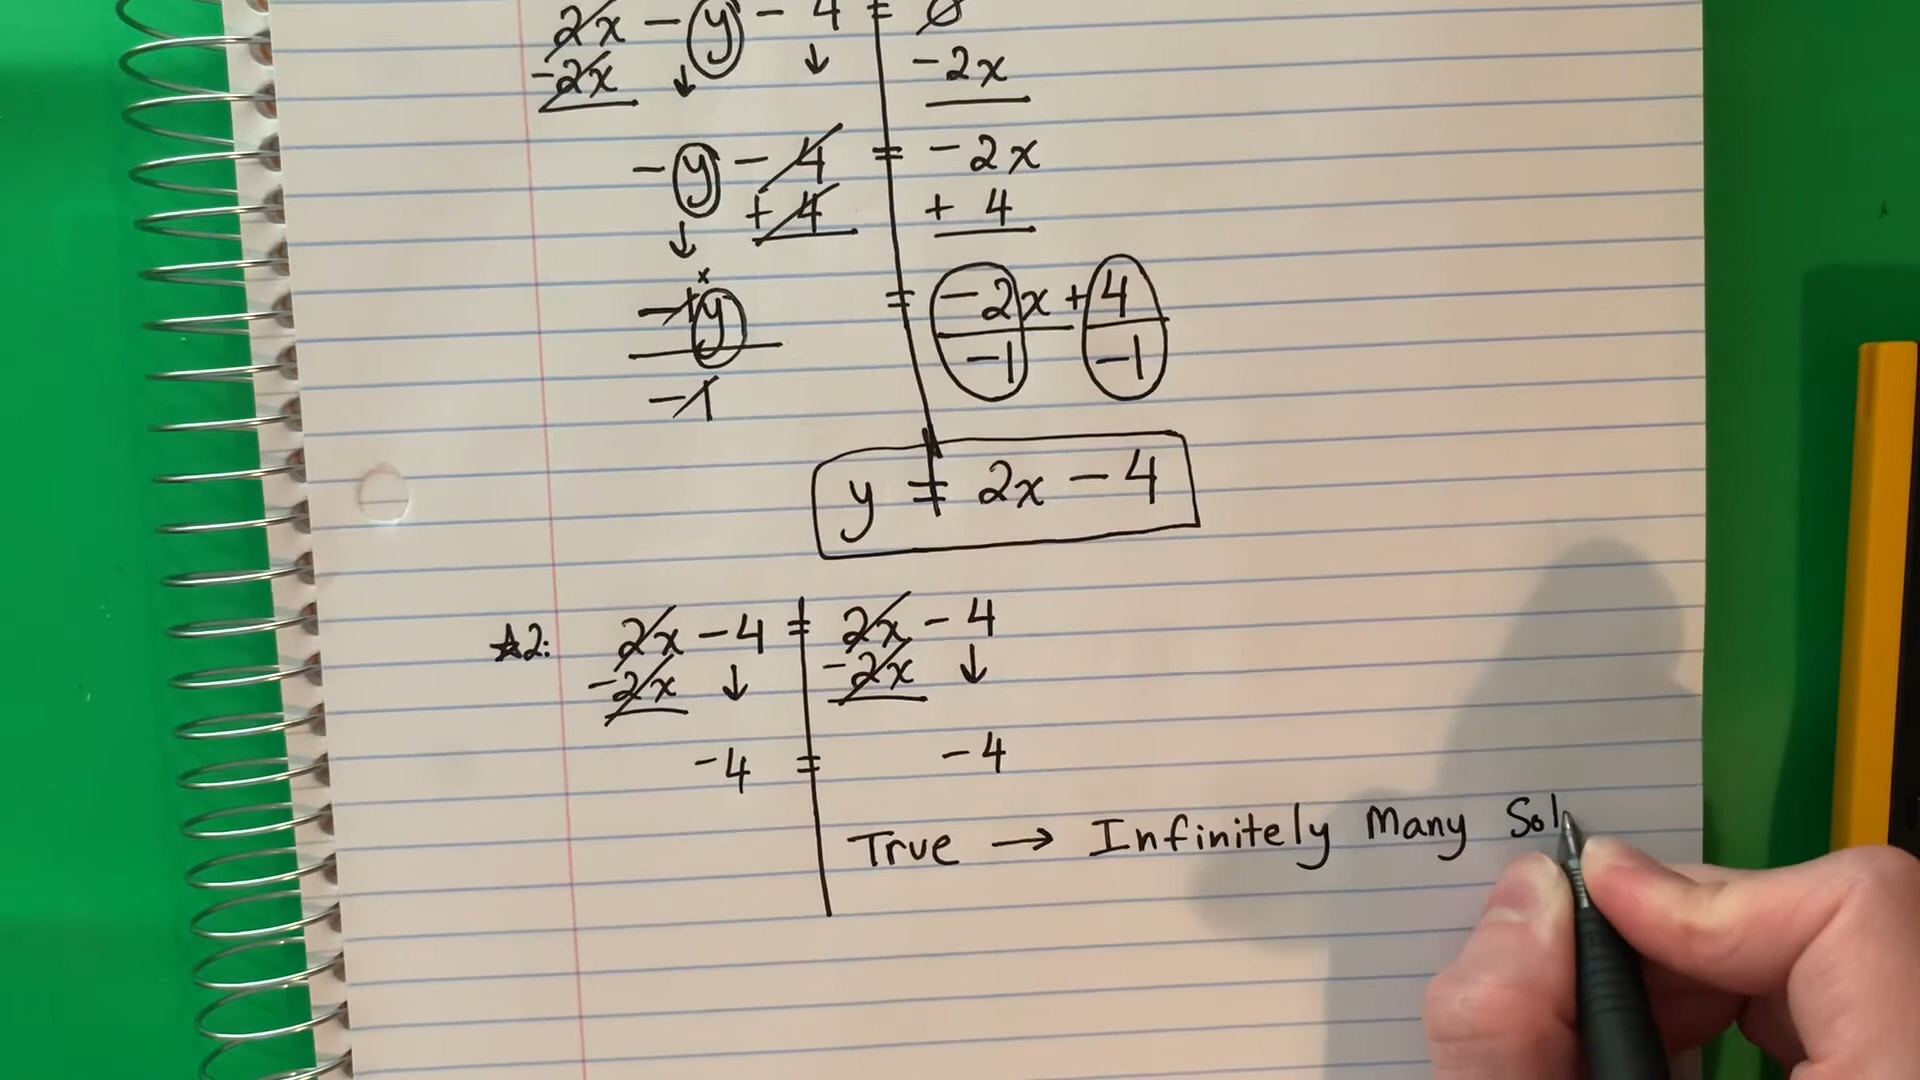 2x - y - 4 = 0
-2x ↓ ↓ -2x
-y - 4 = -2x
↓ + 4 + 4
-1y = -2x + 4
-1 -1 -1
y = 2x - 4
☆2: 2x - 4 = 2x - 4
-2x ↓ -2x ↓
-4 = -4
True → Infinitely Many Sol